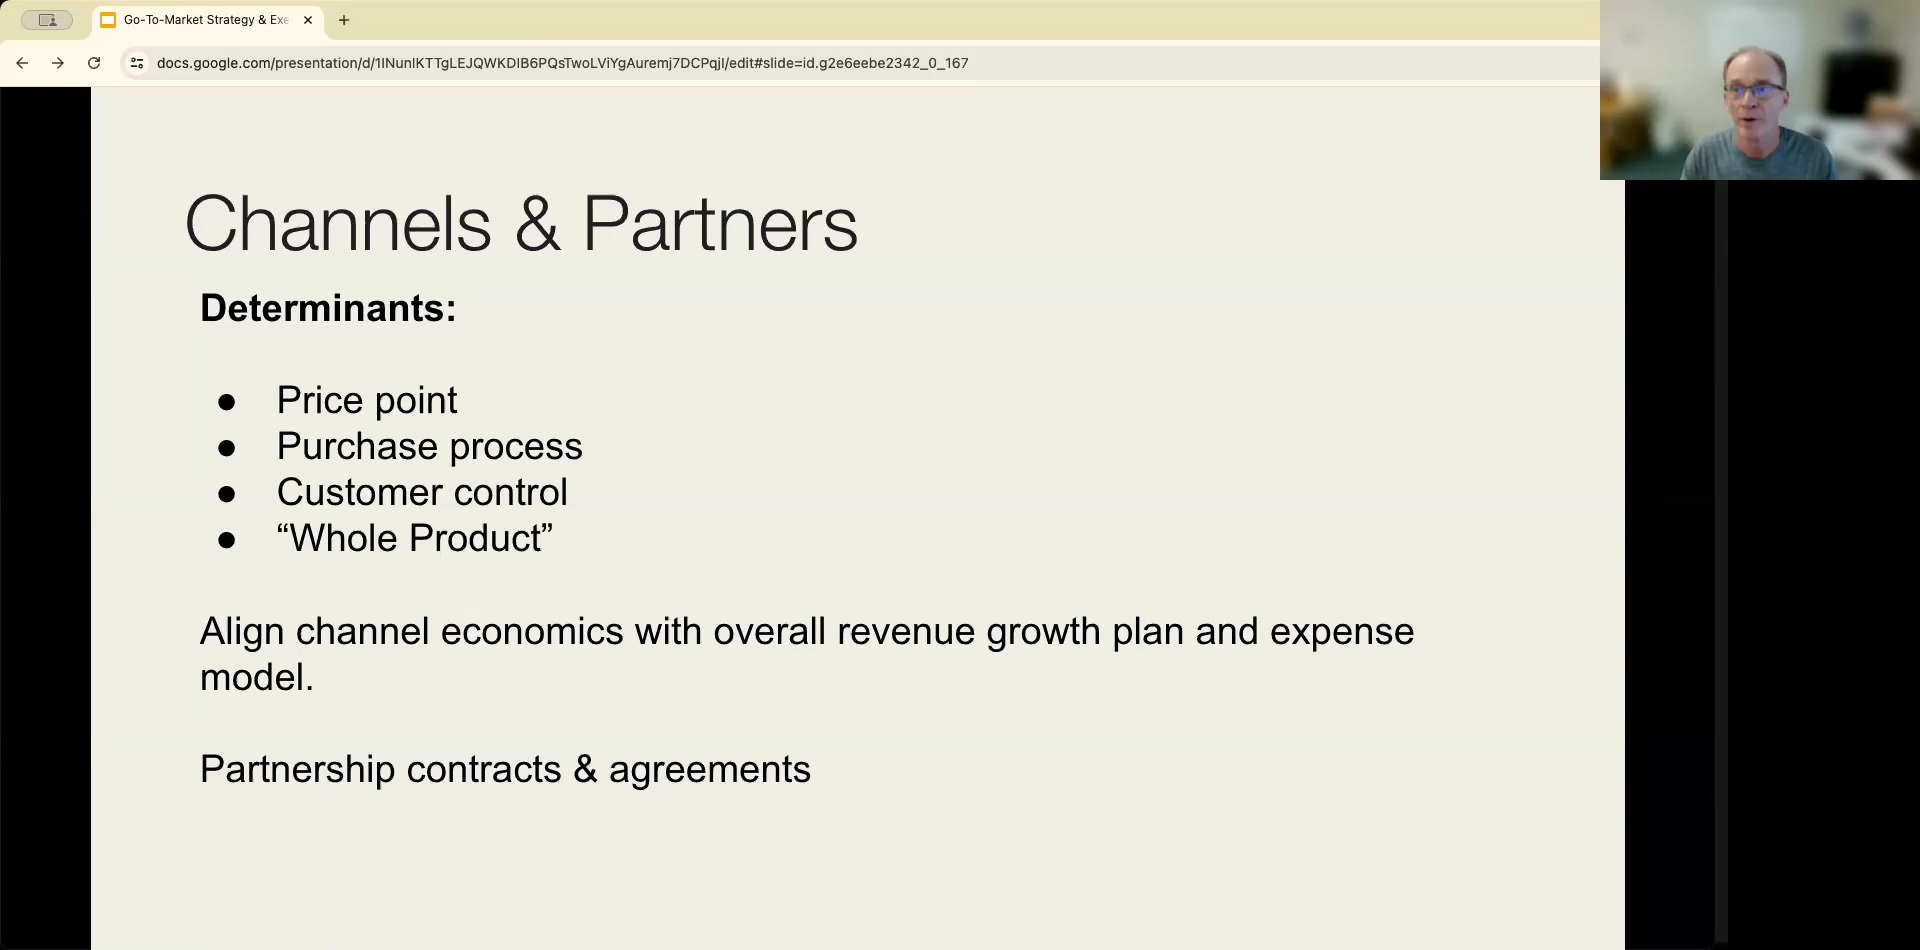 Go-To-Market Strategy & Exe
docs.google.com/presentation/d/1INunIKTTgLEJQWKDIB6PQsTwoLViYgAuremj7DCPqjI/edit#slide=id.g2e6eebe2342_0_167
Channels & Partners
Determinants:
● Price point
● Purchase process
● Customer control
● “Whole Product”
Align channel economics with overall revenue growth plan and expense
model.
Partnership contracts & agreements